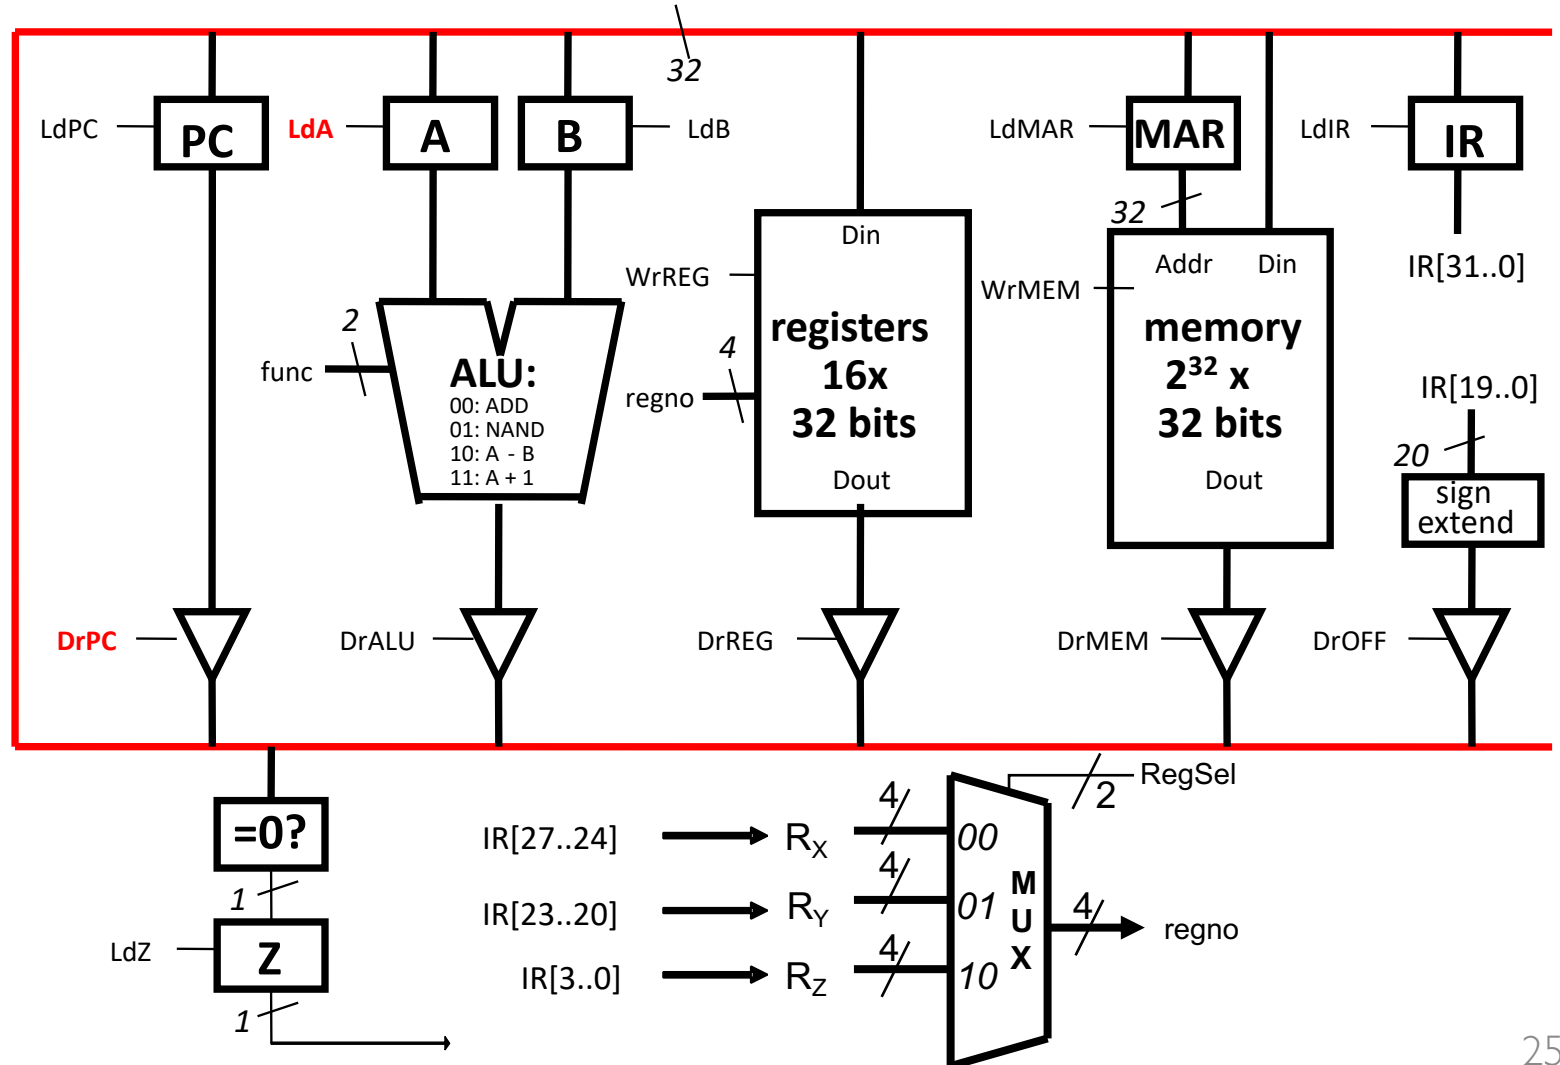 32
LdPC
PC
LdA
A
B
LdB
LdMAR
MAR
LdIR
IR
32
Din
WrREG
registers
16x
32 bits
Dout
4
regno
WrMEM
Addr Din
memory
2³² x
32 bits
Dout
IR[31..0]
IR[19..0]
20
sign
extend
2
func
ALU:
00: ADD
01: NAND
10: A - B
11: A + 1
DrPC
DrALU
DrREG
DrMEM
DrOFF
=0?
1
LdZ
Z
1
RegSel
2
IR[27..24]
RX
4
00
IR[23..20]
RY
4
01
IR[3..0]
RZ
4
10
M
U
X
4
regno
25